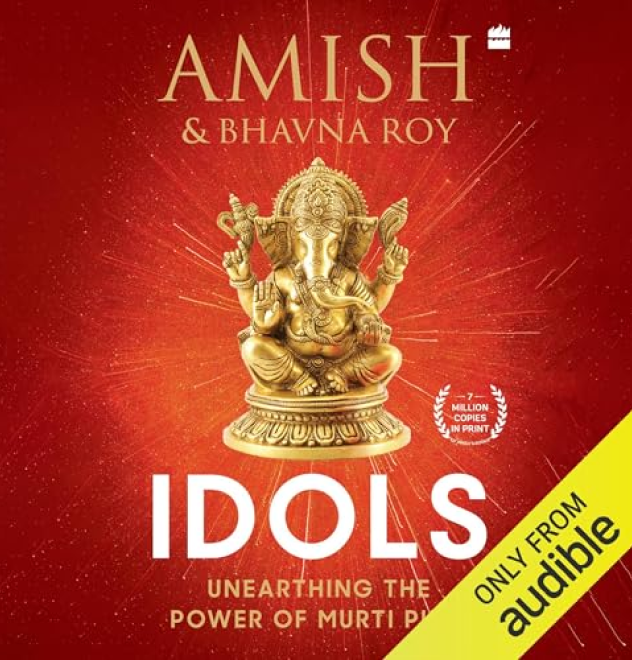 AMISH
& BHAVNA ROY
7
MILLION
COPIES
IN PRINT
IDOLS
UNEARTHING THE
POWER OF MURTI
ONLY FROM
audible